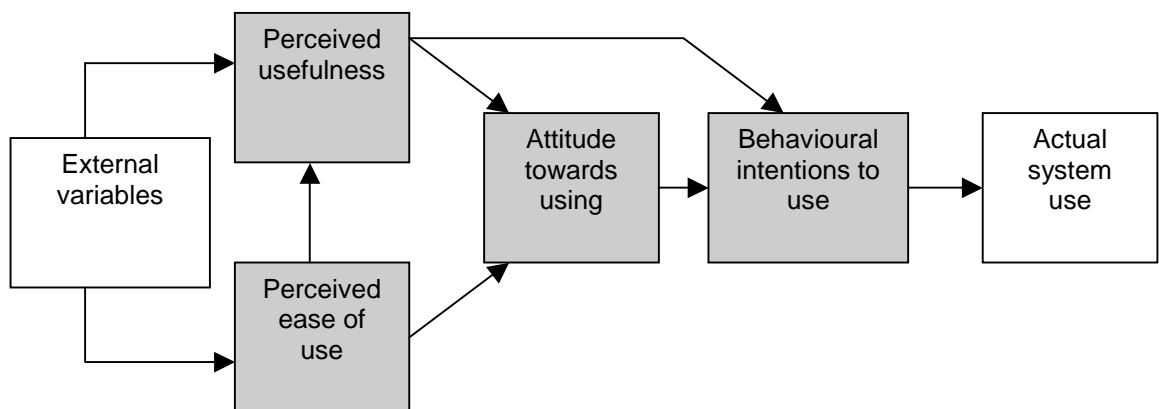 Perceived
usefulness
External
variables
Perceived
ease of
use
Attitude
towards
using
Behavioural
intentions to
use
Actual
system
use